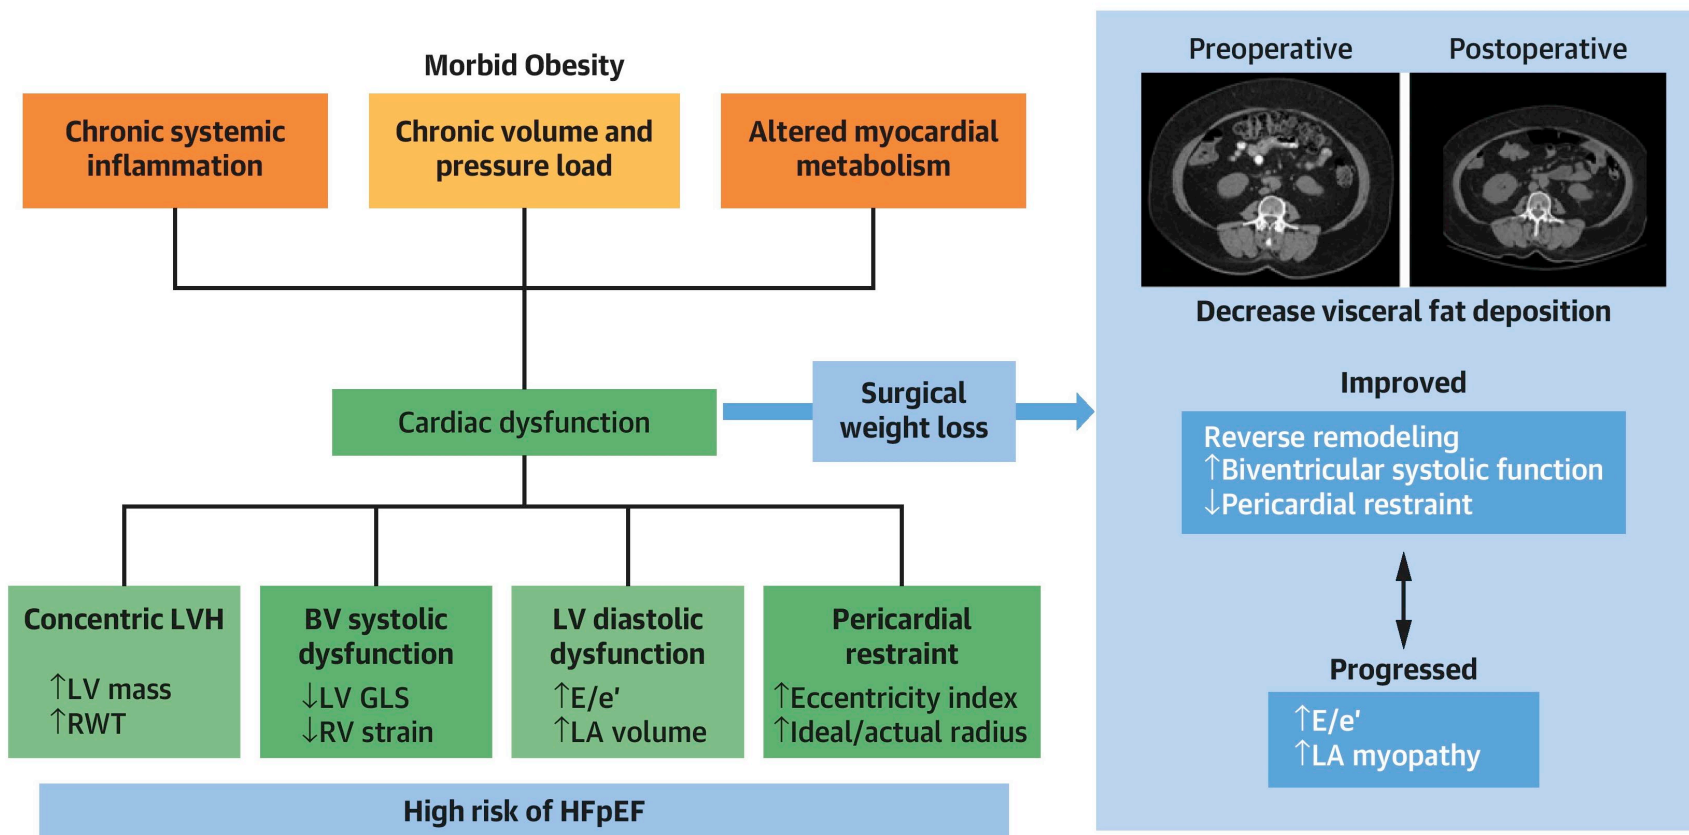 Morbid Obesity
Chronic systemic
inflammation
Chronic volume and
pressure load
Altered myocardial
metabolism
Cardiac dysfunction
Surgical
weight loss
Concentric LVH
↑LV mass
↑RWT
BV systolic
dysfunction
↓LV GLS
↓RV strain
LV diastolic
dysfunction
↑E/e′
↑LA volume
Pericardial
restraint
↑Eccentricity index
↑Ideal/actual radius
High risk of HFpEF
Preoperative
Postoperative
Decrease visceral fat deposition
Improved
Reverse remodeling
↑Biventricular systolic function
↓Pericardial restraint
Progressed
↑E/e′
↑LA myopathy